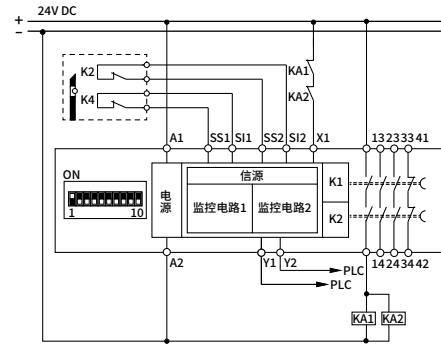 + 24V DC
−
K2
K4
KA1
KA2
A1 SS1 SI1 SS2 SI2 X1 13 23 33 41
ON
1 10
电源
信源
监控电路1 监控电路2
K1
K2
A2 Y1 Y2 14 24 34 42
PLC
PLC
KA1 KA2